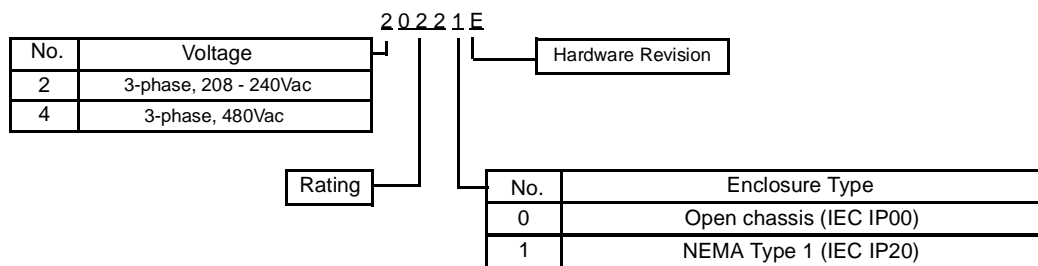 2 0 2 2 1 E
No. Voltage
2 3-phase, 208 - 240Vac
4 3-phase, 480Vac
Hardware Revision
Rating
No. Enclosure Type
0 Open chassis (IEC IP00)
1 NEMA Type 1 (IEC IP20)